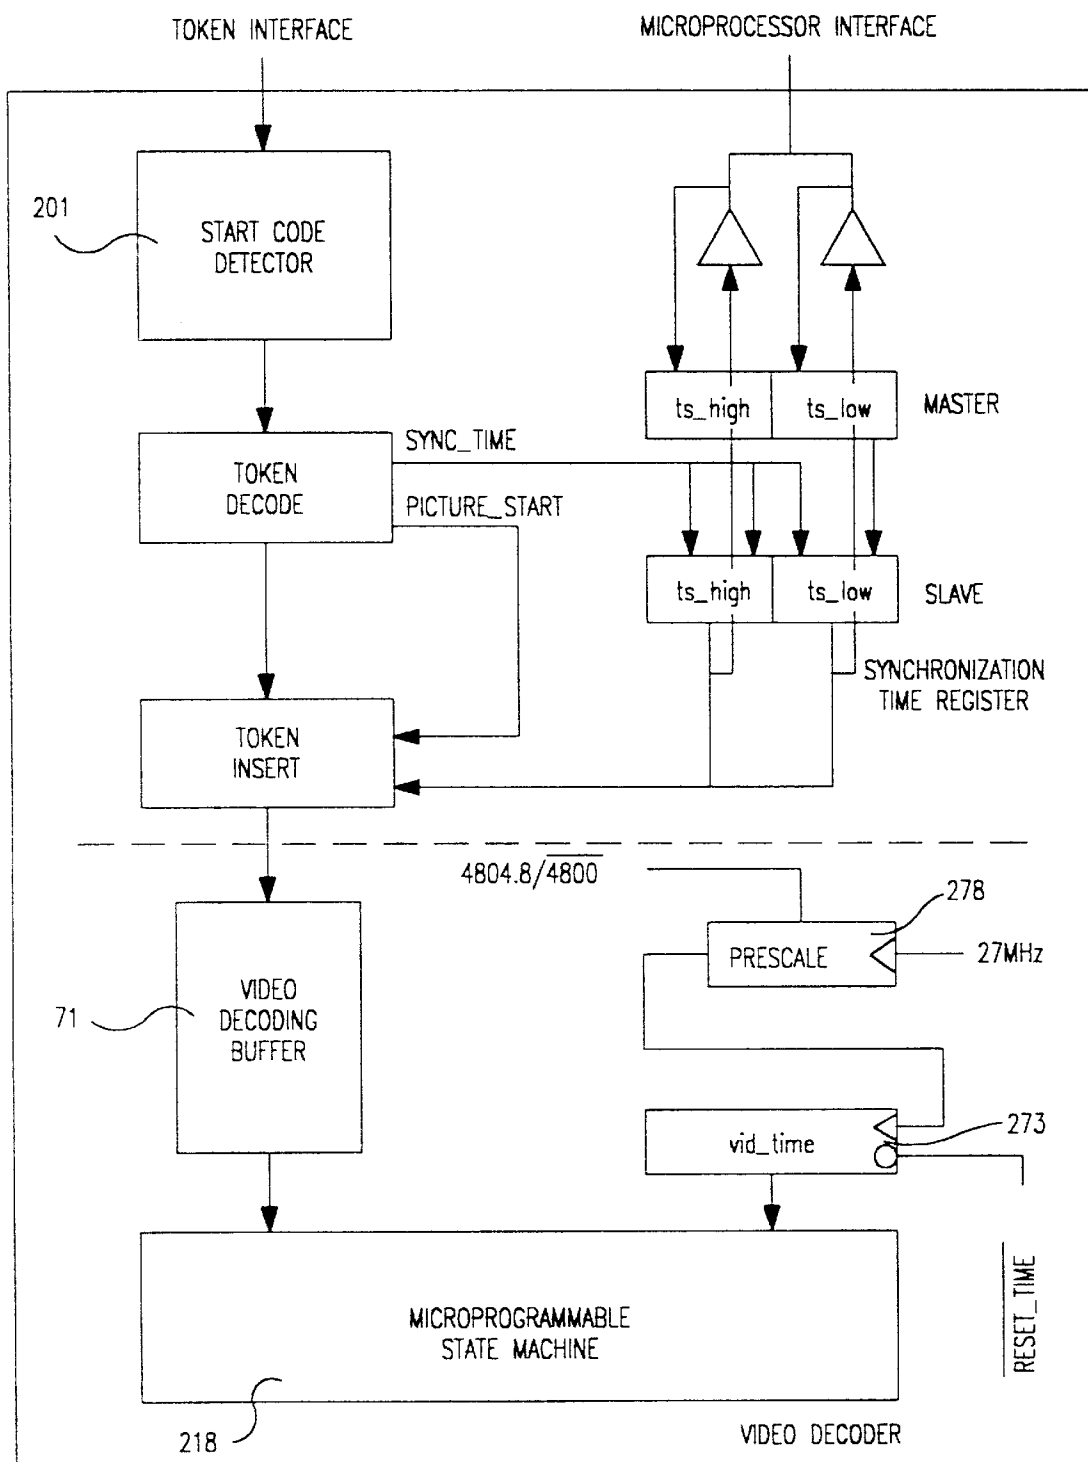 TOKEN INTERFACE
MICROPROCESSOR INTERFACE
201
START CODE
DETECTOR
ts_high
ts_low
MASTER
SYNC_TIME
TOKEN
DECODE
PICTURE_START
ts_high
ts_low
SLAVE
SYNCHRONIZATION
TIME REGISTER
TOKEN
INSERT
4804.8/4800
278
PRESCALE
27MHz
71
VIDEO
DECODING
BUFFER
273
vid_time
RESET_TIME
MICROPROGRAMMABLE
STATE MACHINE
218
VIDEO DECODER